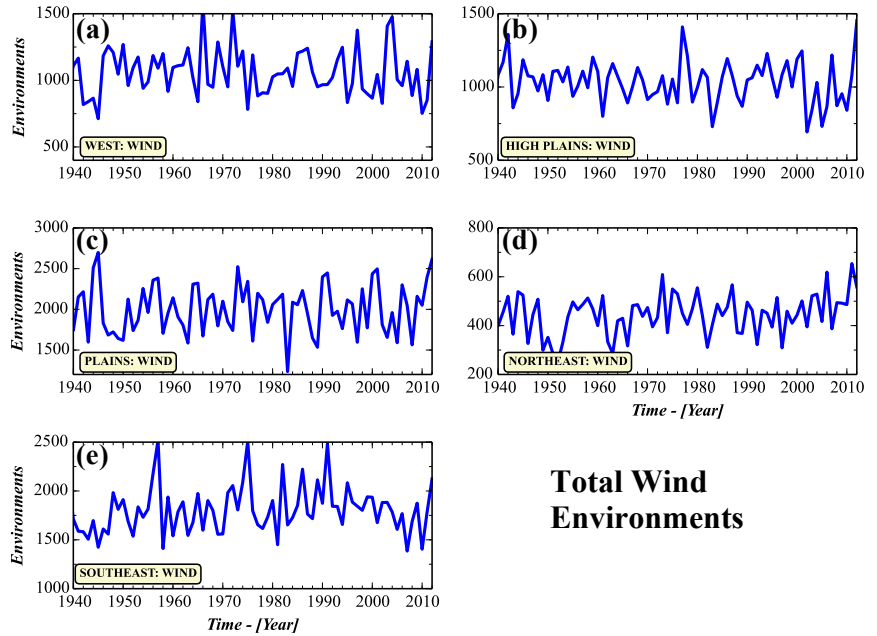 (a)
1500
1000
500
Environments
WEST: WIND
1940 1950 1960 1970 1980 1990 2000 2010
(b)
1500
1000
500
HIGH PLAINS: WIND
1940 1950 1960 1970 1980 1990 2000 2010
(c)
3000
2500
2000
1500
Environments
PLAINS: WIND
1940 1950 1960 1970 1980 1990 2000 2010
(d)
800
600
400
200
NORTHEAST: WIND
1940 1950 1960 1970 1980 1990 2000 2010
Time - [Year]
(e)
2500
2000
1500
1000
Environments
SOUTHEAST: WIND
1940 1950 1960 1970 1980 1990 2000 2010
Time - [Year]
Total Wind
Environments